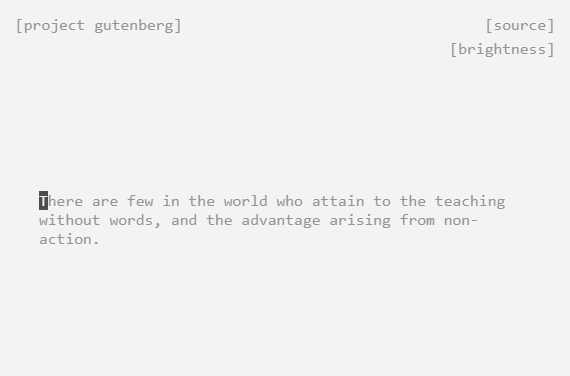 [project gutenberg]
[source]
[brightness]
There are few in the world who attain to the teaching
without words, and the advantage arising from non-
action.